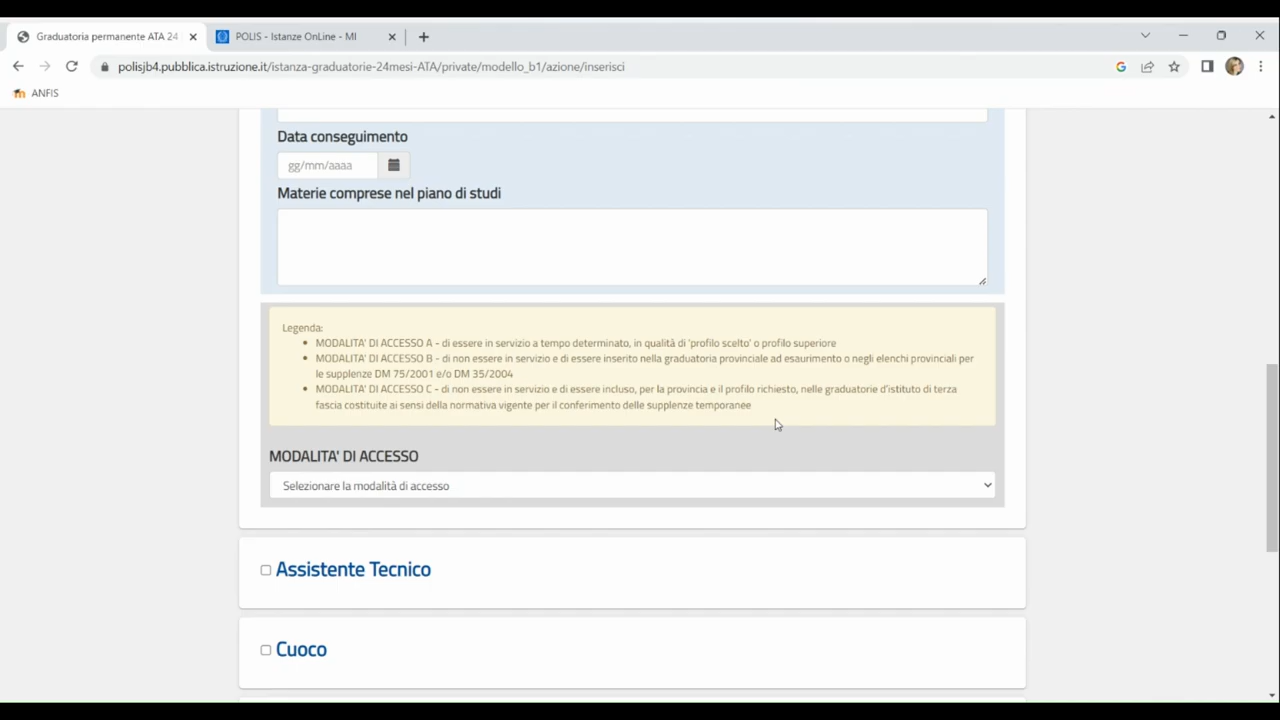 Graduatoria permanente ATA 24
POLIS - Istanze OnLine - MI
polisjb4.pubblica.istruzione.it/istanza-graduatorie-24mesi-ATA/private/modello_b1/azione/inserisci
ANFIS
Data conseguimento
gg/mm/aaaa
Materie comprese nel piano di studi
Legenda:
• MODALITA' DI ACCESSO A - di essere in servizio a tempo determinato, in qualità di 'profilo scelto' o profilo superiore
• MODALITA' DI ACCESSO B - di non essere in servizio e di essere inserito nella graduatoria provinciale ad esaurimento o negli elenchi provinciali per
le supplenze DM 75/2001 e/o DM 35/2004
• MODALITA' DI ACCESSO C - di non essere in servizio e di essere incluso, per la provincia e il profilo richiesto, nelle graduatorie d'istituto di terza
fascia costituite ai sensi della normativa vigente per il conferimento delle supplenze temporanee
MODALITA' DI ACCESSO
Selezionare la modalità di accesso
Assistente Tecnico
Cuoco